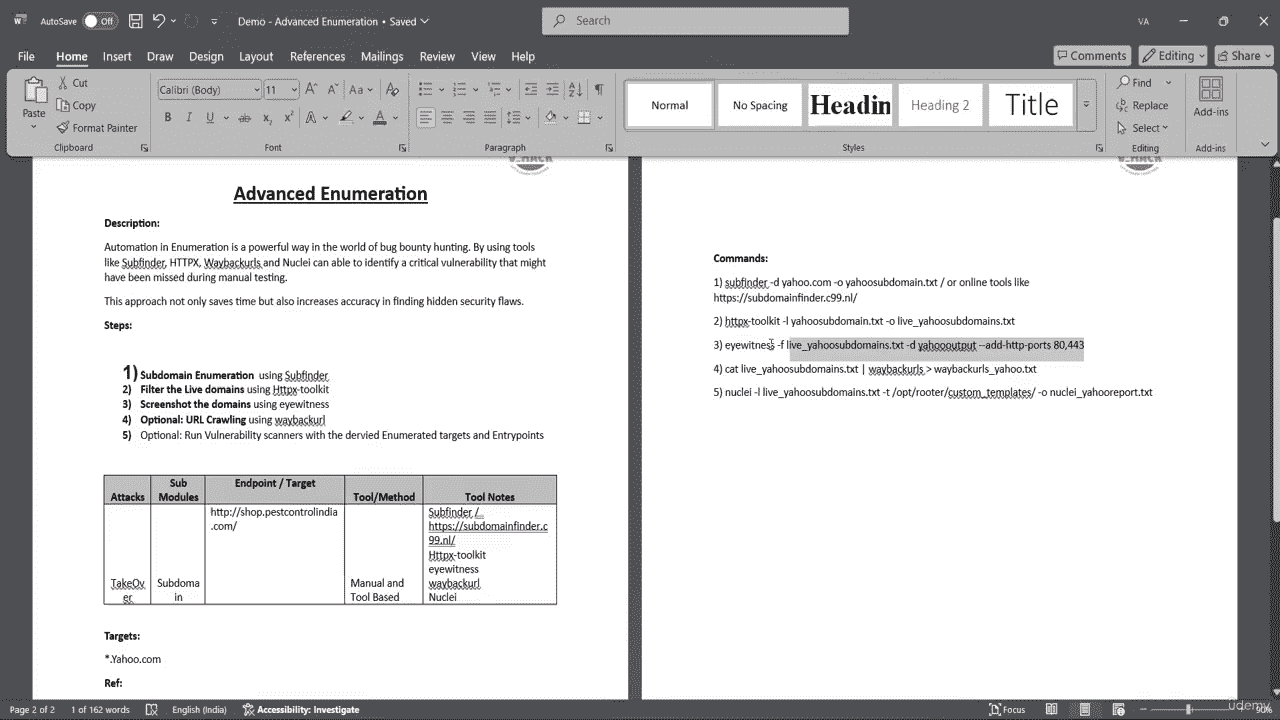 AutoSave Off Advanced Enumeration • Saved
Search
VA
File Home Insert Draw Design Layout References Mailings Review View Help
Comments Editing Share
Paste
Cut
Copy
Format Painter
Clipboard
Calibri (Body) 11
Font
Paragraph
Normal
No Spacing
Headin
Heading 2
Title
Styles
Find
Replace
Select
Editing
Add-ins
Add-ins
Advanced Enumeration
Description:
Automation in Enumeration is a powerful way in the world of bug bounty hunting. By using tools
like Subfinder, HTTPX, Waybackurls and Nuclei can able to identify a critical vulnerability that might
have been missed during manual testing.
This approach not only saves time but also increases accuracy in finding hidden security flaws.
Steps:
1) Subdomain Enumeration using Subfinder
2) Filter the Live domains using Httpx-toolkit
3) Screenshot the domains using eyewitness
4) Optional: URL Crawling using waybackurl
5) Optional: Run Vulnerability scanners with the dervied Enumerated targets and Entrypoints
Attacks
Sub
Modules
Endpoint / Target
Tool/Method
Tool Notes
TakeOv
er
Subdoma
in
http://shop.pestcontrolindia
.com/
Manual and
Tool Based
Subfinder /
https://subdomainfinder.c
99.nl/
Httpx-toolkit
eyewitness
waybackurl
Nuclei
Targets:
*.Yahoo.com
Ref:
V_HACK
Commands:
1) subfinder -d yahoo.com -o yahoosubdomain.txt / or online tools like
https://subdomainfinder.c99.nl/
2) httpx-toolkit -l yahoosubdomain.txt -o live_yahoosubdomains.txt
3) eyewitness -f live_yahoosubdomains.txt -d yahoooutput --add-http-ports 80,443
4) cat live_yahoosubdomains.txt | waybackurls > waybackurls_yahoo.txt
5) nuclei -l live_yahoosubdomains.txt -t /opt/rooter/custom_templates/ -o nuclei_yahooreport.txt
Page 2 of 2 1 of 162 words English (India) Accessibility: Investigate
Focus
Udemy